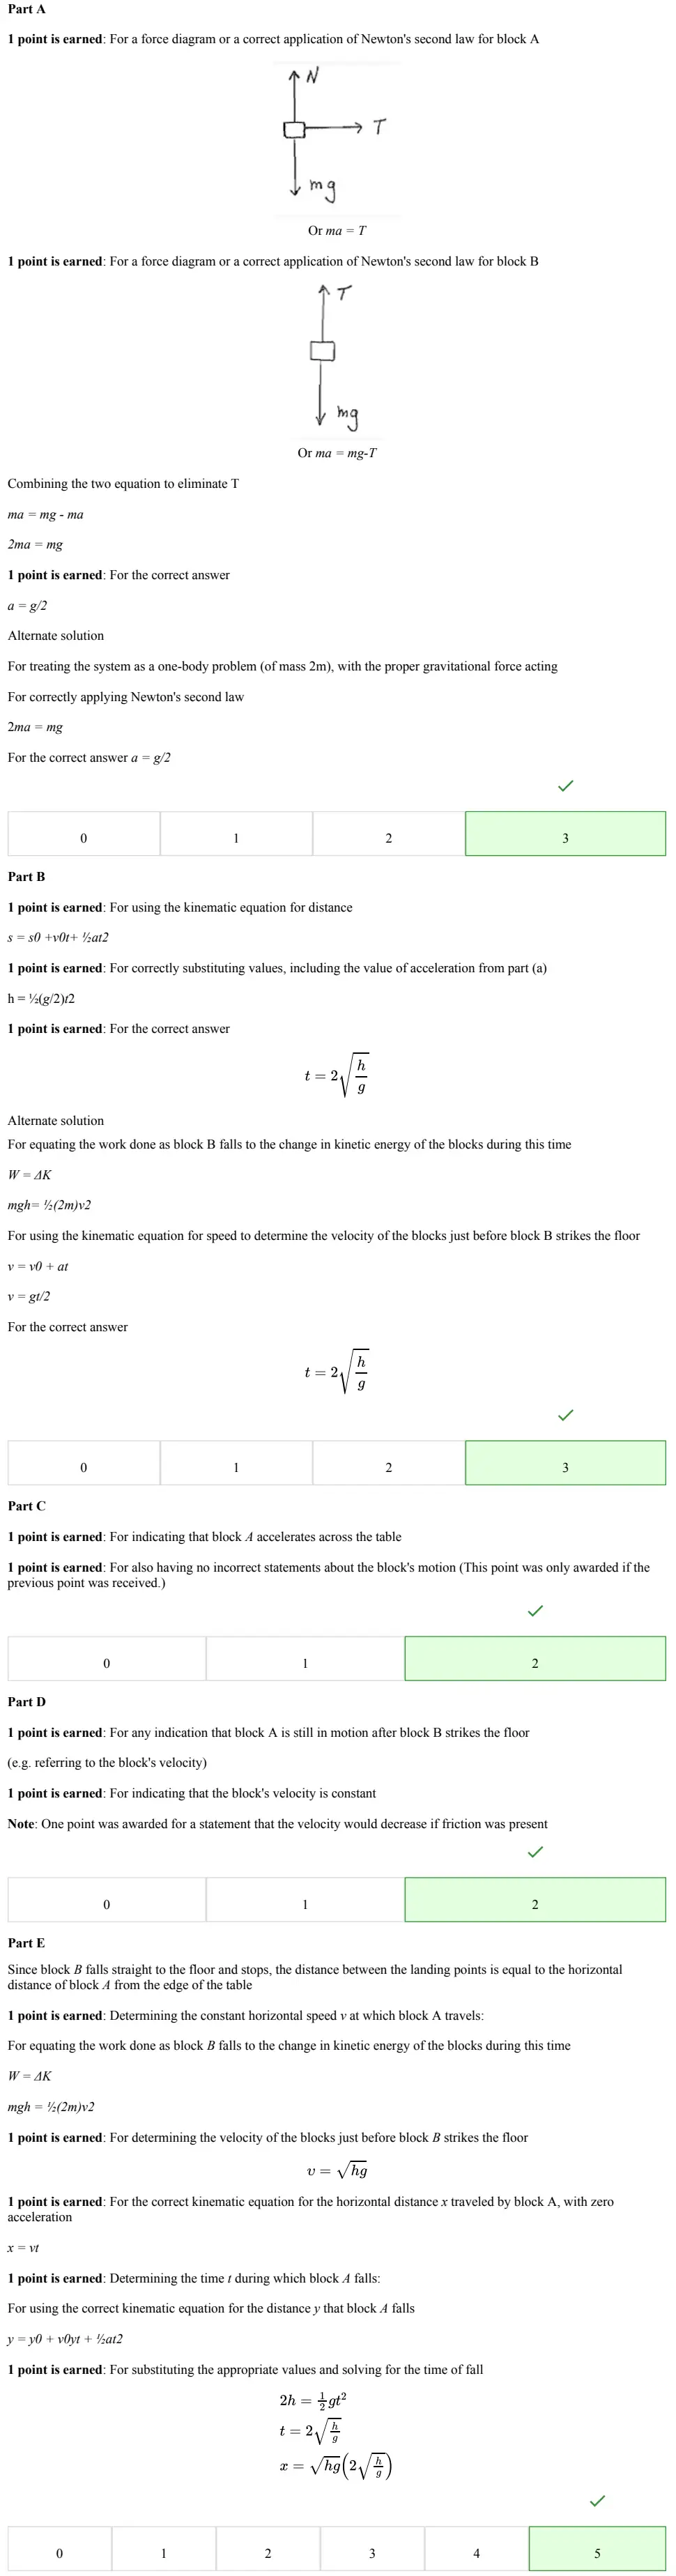 Part A
1 point is earned: For a force diagram or a correct application of Newton's second law for block A
N
T
mg
Or ma = T
1 point is earned: For a force diagram or a correct application of Newton's second law for block B
T
mg
Or ma = mg-T
Combining the two equation to eliminate T
ma = mg - ma
2ma = mg
1 point is earned: For the correct answer
a = g/2
Alternate solution
For treating the system as a one-body problem (of mass 2m), with the proper gravitational force acting
For correctly applying Newton's second law
2ma = mg
For the correct answer a = g/2
✓
0 1 2 3
Part B
1 point is earned: For using the kinematic equation for distance
s = s0 +v0t+ ½at2
1 point is earned: For correctly substituting values, including the value of acceleration from part (a)
h = ½(g/2)t2
1 point is earned: For the correct answer
t = 2√(h/g)
Alternate solution
For equating the work done as block B falls to the change in kinetic energy of the blocks during this time
W = ΔK
mgh= ½(2m)v2
For using the kinematic equation for speed to determine the velocity of the blocks just before block B strikes the floor
v = v0 + at
v = gt/2
For the correct answer
t = 2√(h/g)
✓
0 1 2 3
Part C
1 point is earned: For indicating that block A accelerates across the table
1 point is earned: For also having no incorrect statements about the block's motion (This point was only awarded if the
previous point was received.)
✓
0 1 2
Part D
1 point is earned: For any indication that block A is still in motion after block B strikes the floor
(e.g. referring to the block's velocity)
1 point is earned: For indicating that the block's velocity is constant
Note: One point was awarded for a statement that the velocity would decrease if friction was present
✓
0 1 2
Part E
Since block B falls straight to the floor and stops, the distance between the landing points is equal to the horizontal
distance of block A from the edge of the table
1 point is earned: Determining the constant horizontal speed v at which block A travels:
For equating the work done as block B falls to the change in kinetic energy of the blocks during this time
W = ΔK
mgh = ½(2m)v2
1 point is earned: For determining the velocity of the blocks just before block B strikes the floor
υ = √hg
1 point is earned: For the correct kinematic equation for the horizontal distance x traveled by block A, with zero
acceleration
x = vt
1 point is earned: Determining the time t during which block A falls:
For using the correct kinematic equation for the distance y that block A falls
y = y0 + v0yt + ½at2
1 point is earned: For substituting the appropriate values and solving for the time of fall
2h = ½gt²
t = 2√(h/g)
x = √hg(2√(h/g))
✓
0 1 2 3 4 5